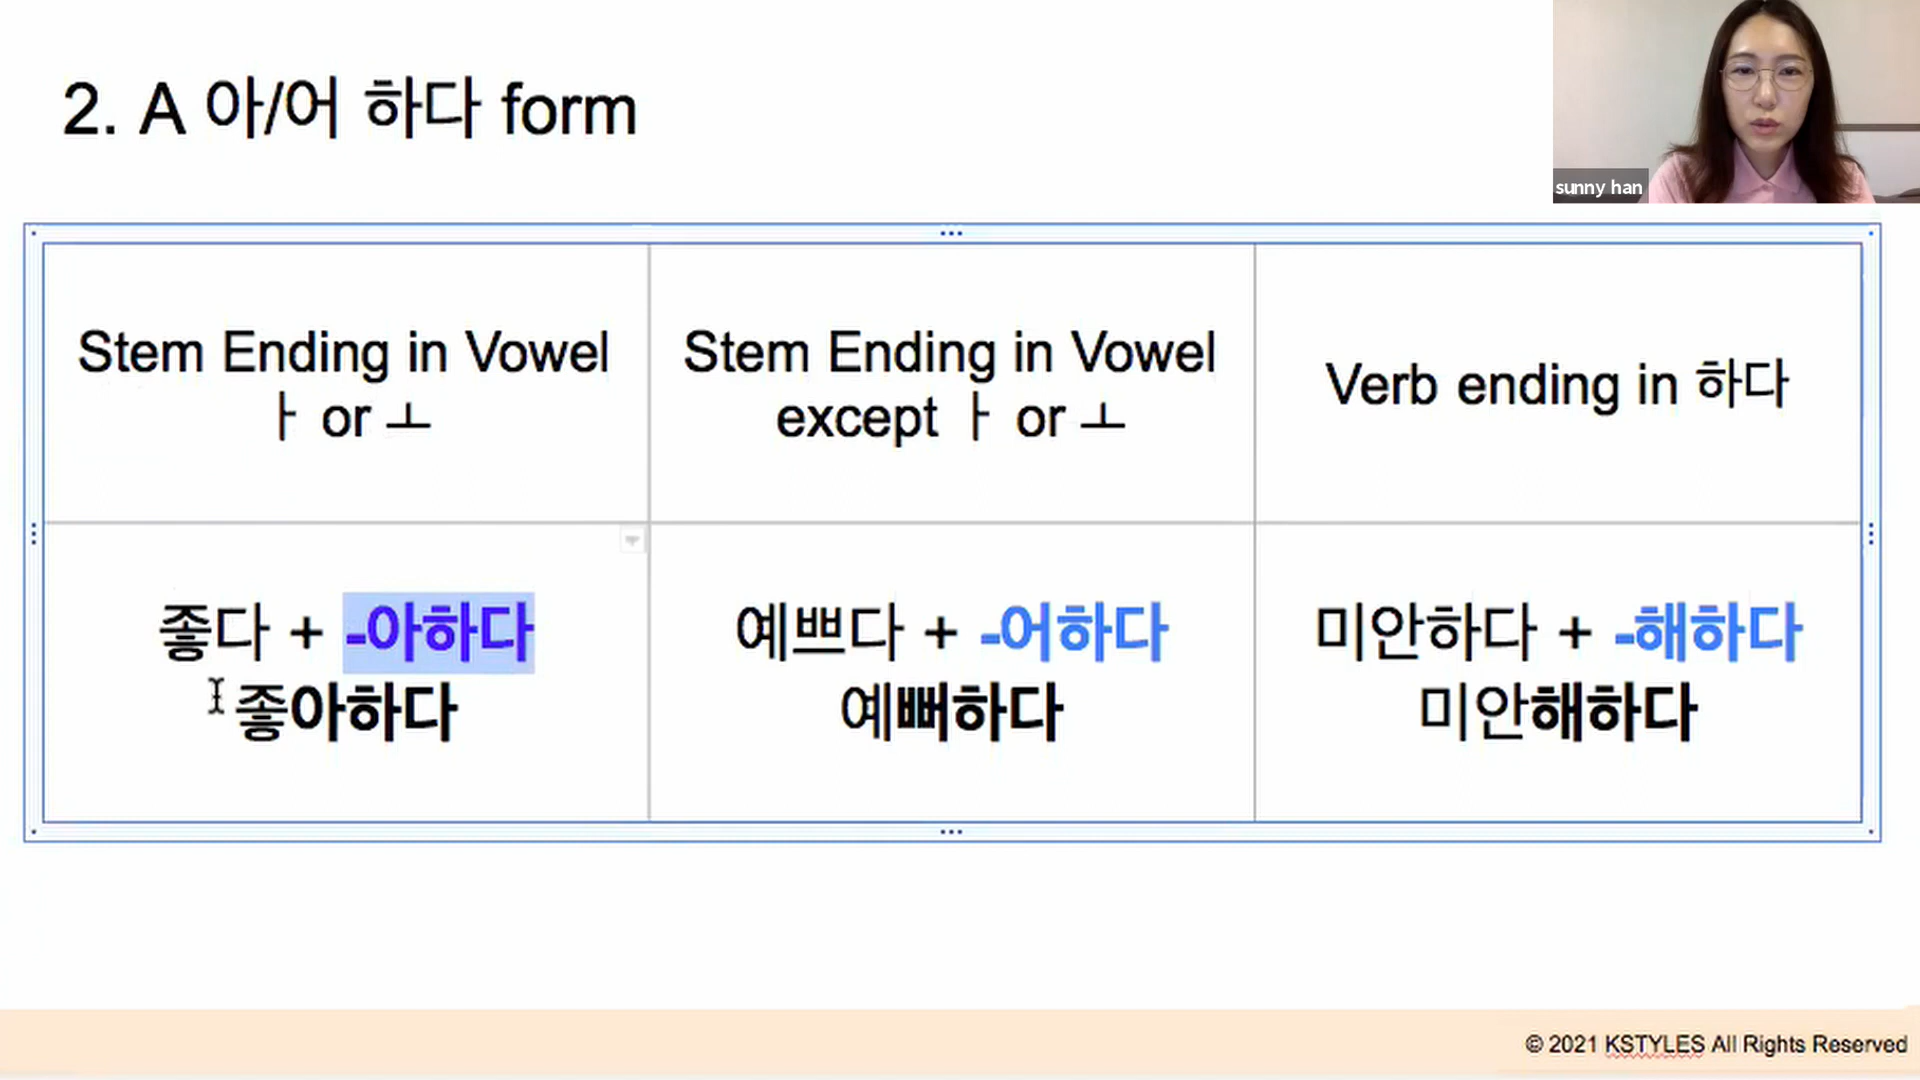 2. A 아/어 하다 form
sunny han
Stem Ending in Vowel
ㅏ or ㅗ
Stem Ending in Vowel
except ㅏ or ㅗ
Verb ending in 하다
좋다 + -아하다
좋아하다
예쁘다 + -어하다
예뻐하다
미안하다 + -해하다
미안해하다
© 2021 KSTYLES All Rights Reserved